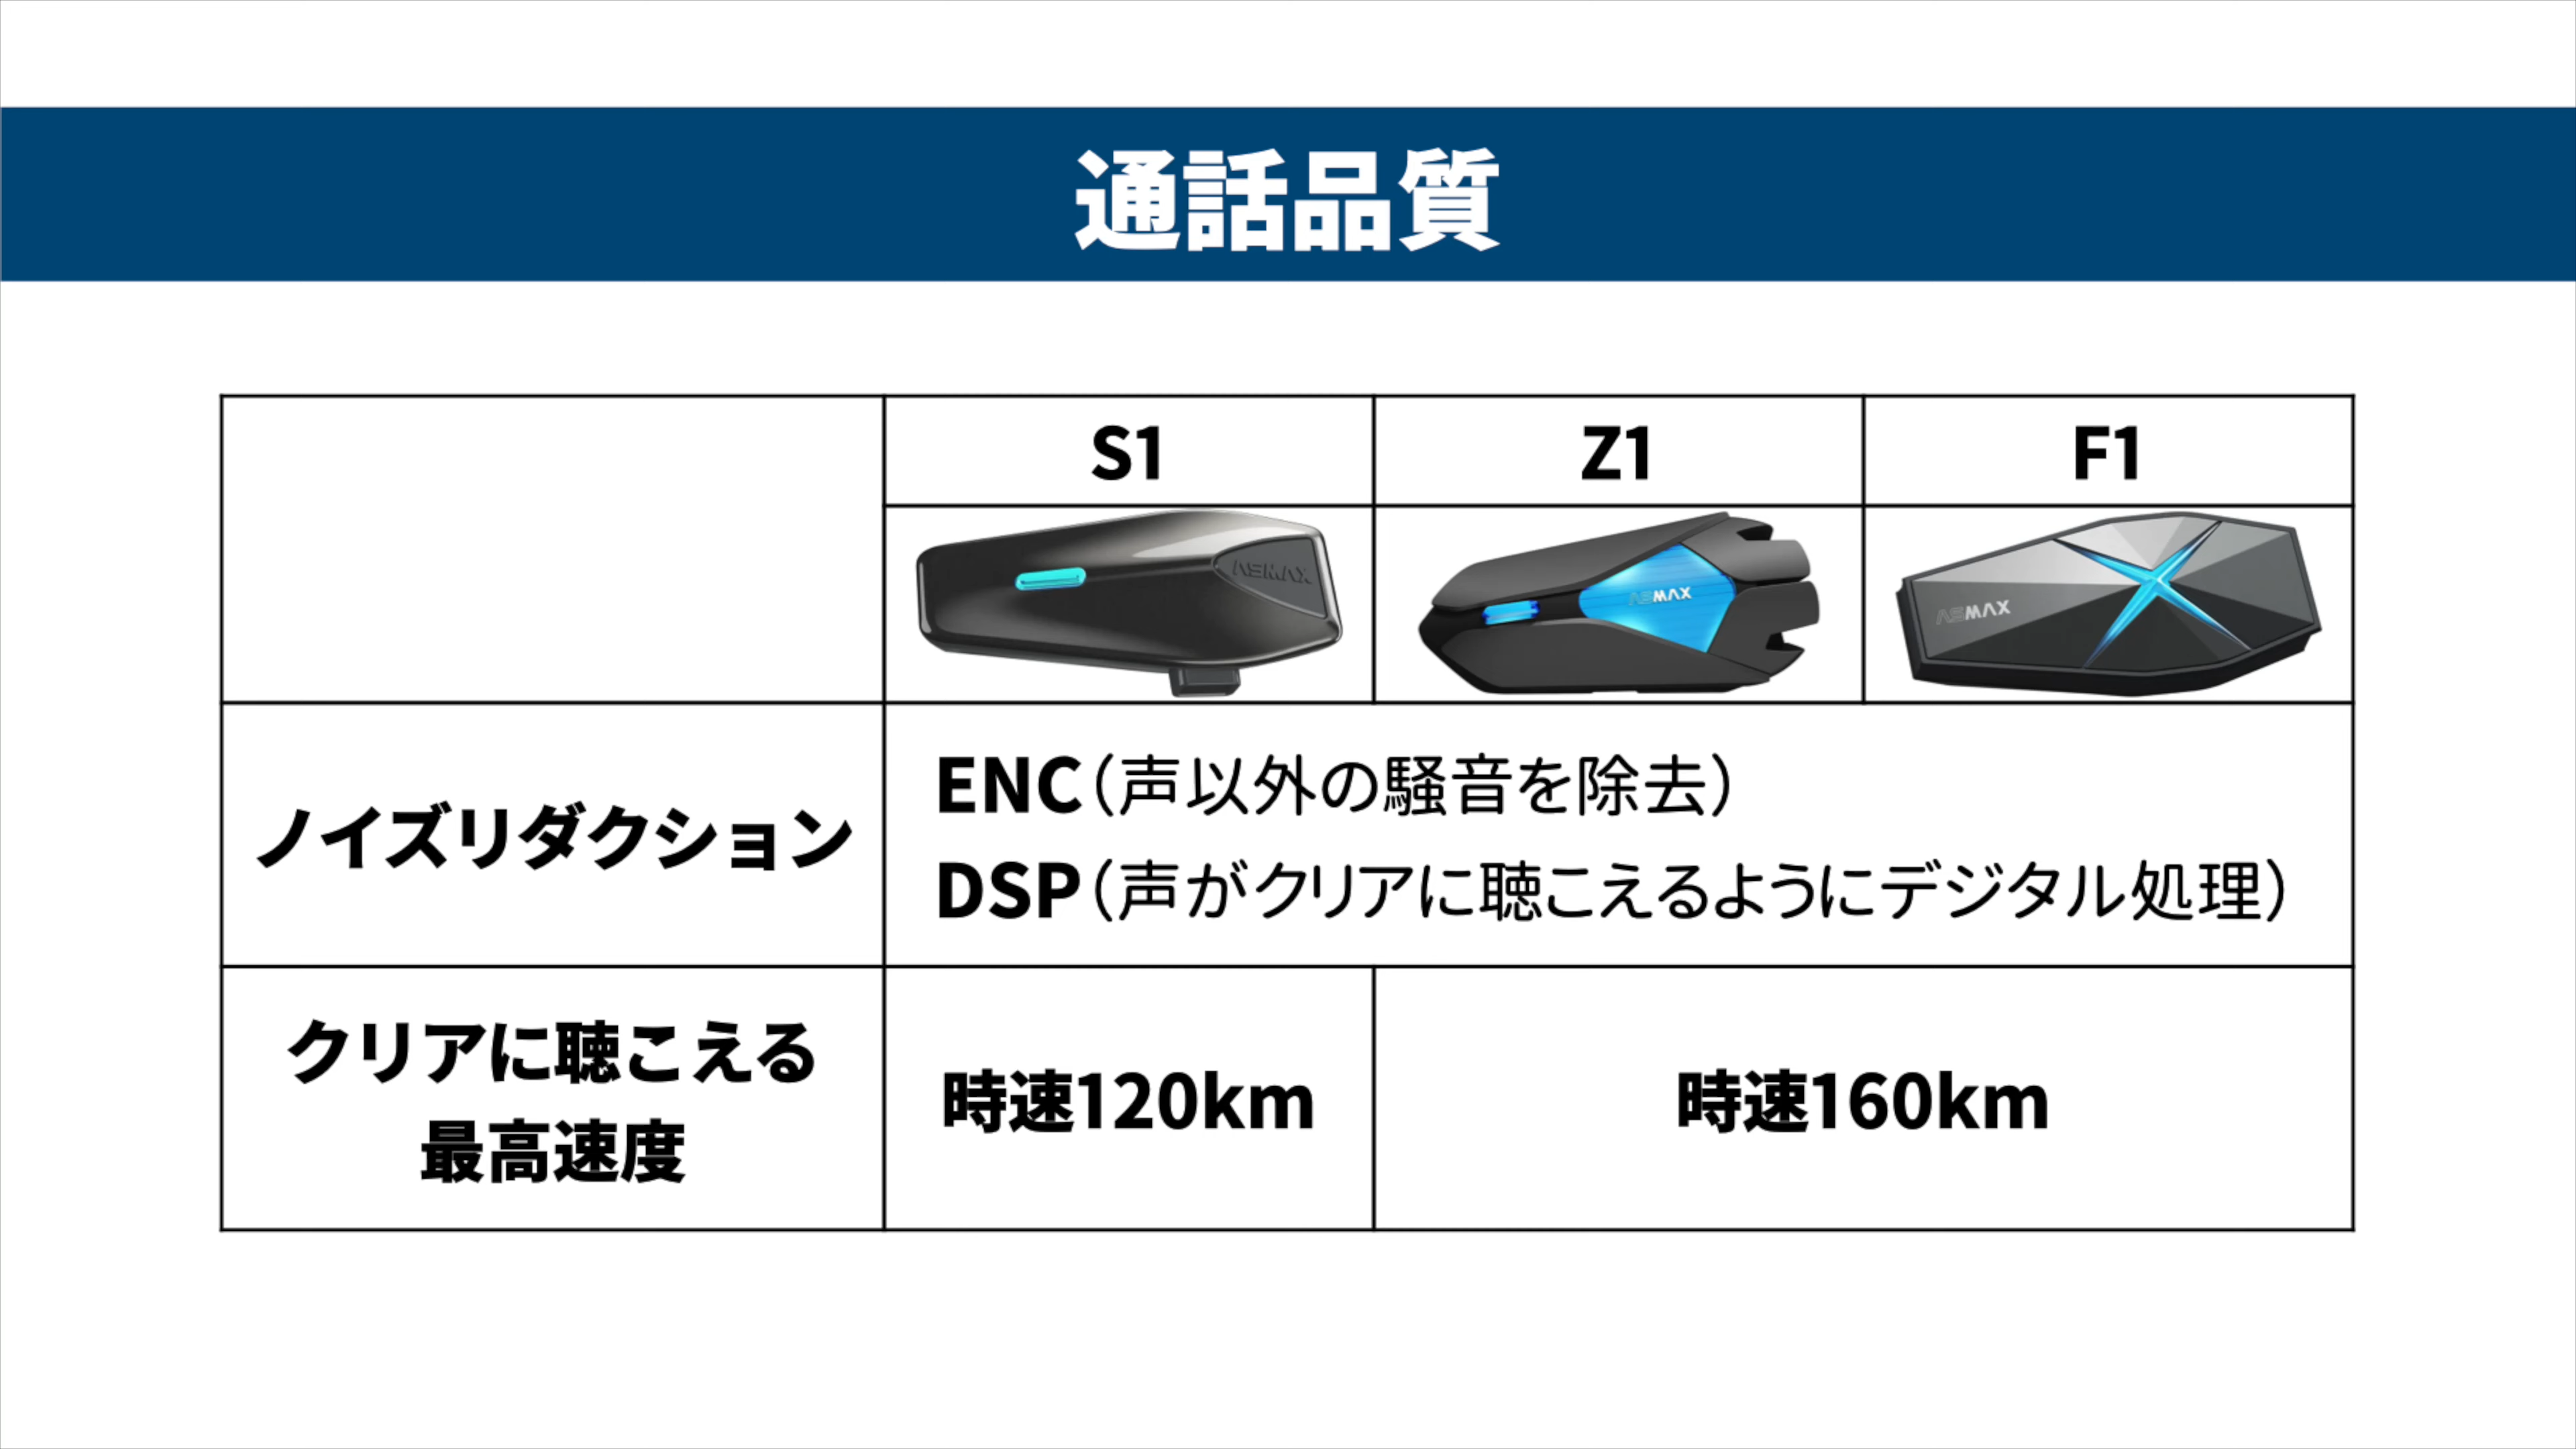 通話品質
S1
Z1
F1
ASMAX
ASMAX
ASMAX
ノイズリダクション
ENC（声以外の騒音を除去）
DSP（声がクリアに聴こえるようにデジタル処理）
クリアに聴こえる
最高速度
時速120km
時速160km